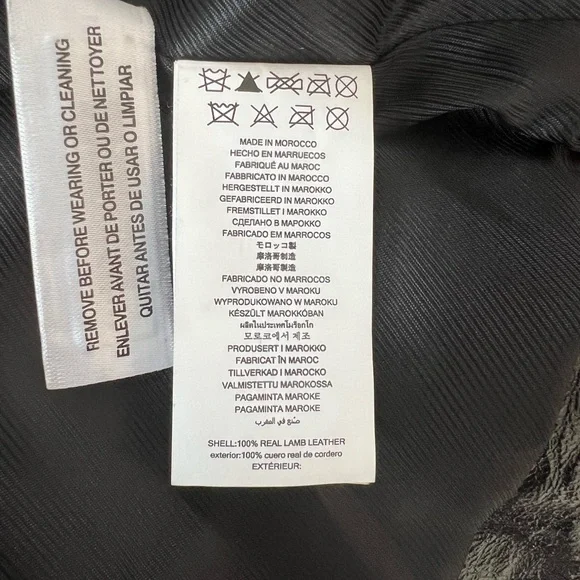 REMOVE BEFORE WEARING OR CLEANING
ENLEVER AVANT DE PORTER OU DE NETTOYER
QUITAR ANTES DE USAR O LIMPIAR
MADE IN MOROCCO
HECHO EN MARRUECOS
FABRIQUÉ AU MAROC
FABBRICATO IN MAROCCO
HERGESTELLT IN MAROKKO
GEFABRICEERD IN MAROKKO
FREMSTILLET I MAROKKO
СДЕЛАНО В МАРОККО
FABRICADO EM MARROCOS
モロッコ製
摩洛哥制造
摩洛哥製造
FABRICADO NO MARROCOS
VYROBENO V MAROKU
WYPRODUKOWANO W MAROKU
KÉSZÜLT MAROKKÓBAN
ผลิตในประเทศโมร็อกโก
모로코에서 제조
PRODUSERT I MAROKKO
FABRICAT ÎN MAROC
TILLVERKAD I MAROCKO
VALMISTETTU MAROKOSSA
PAGAMINTA MAROKE
PAGAMINTA MAROKE
صُنع في المغرب
SHELL:100% REAL LAMB LEATHER
exterior:100% cuero real de cordero
EXTÉRIEUR: